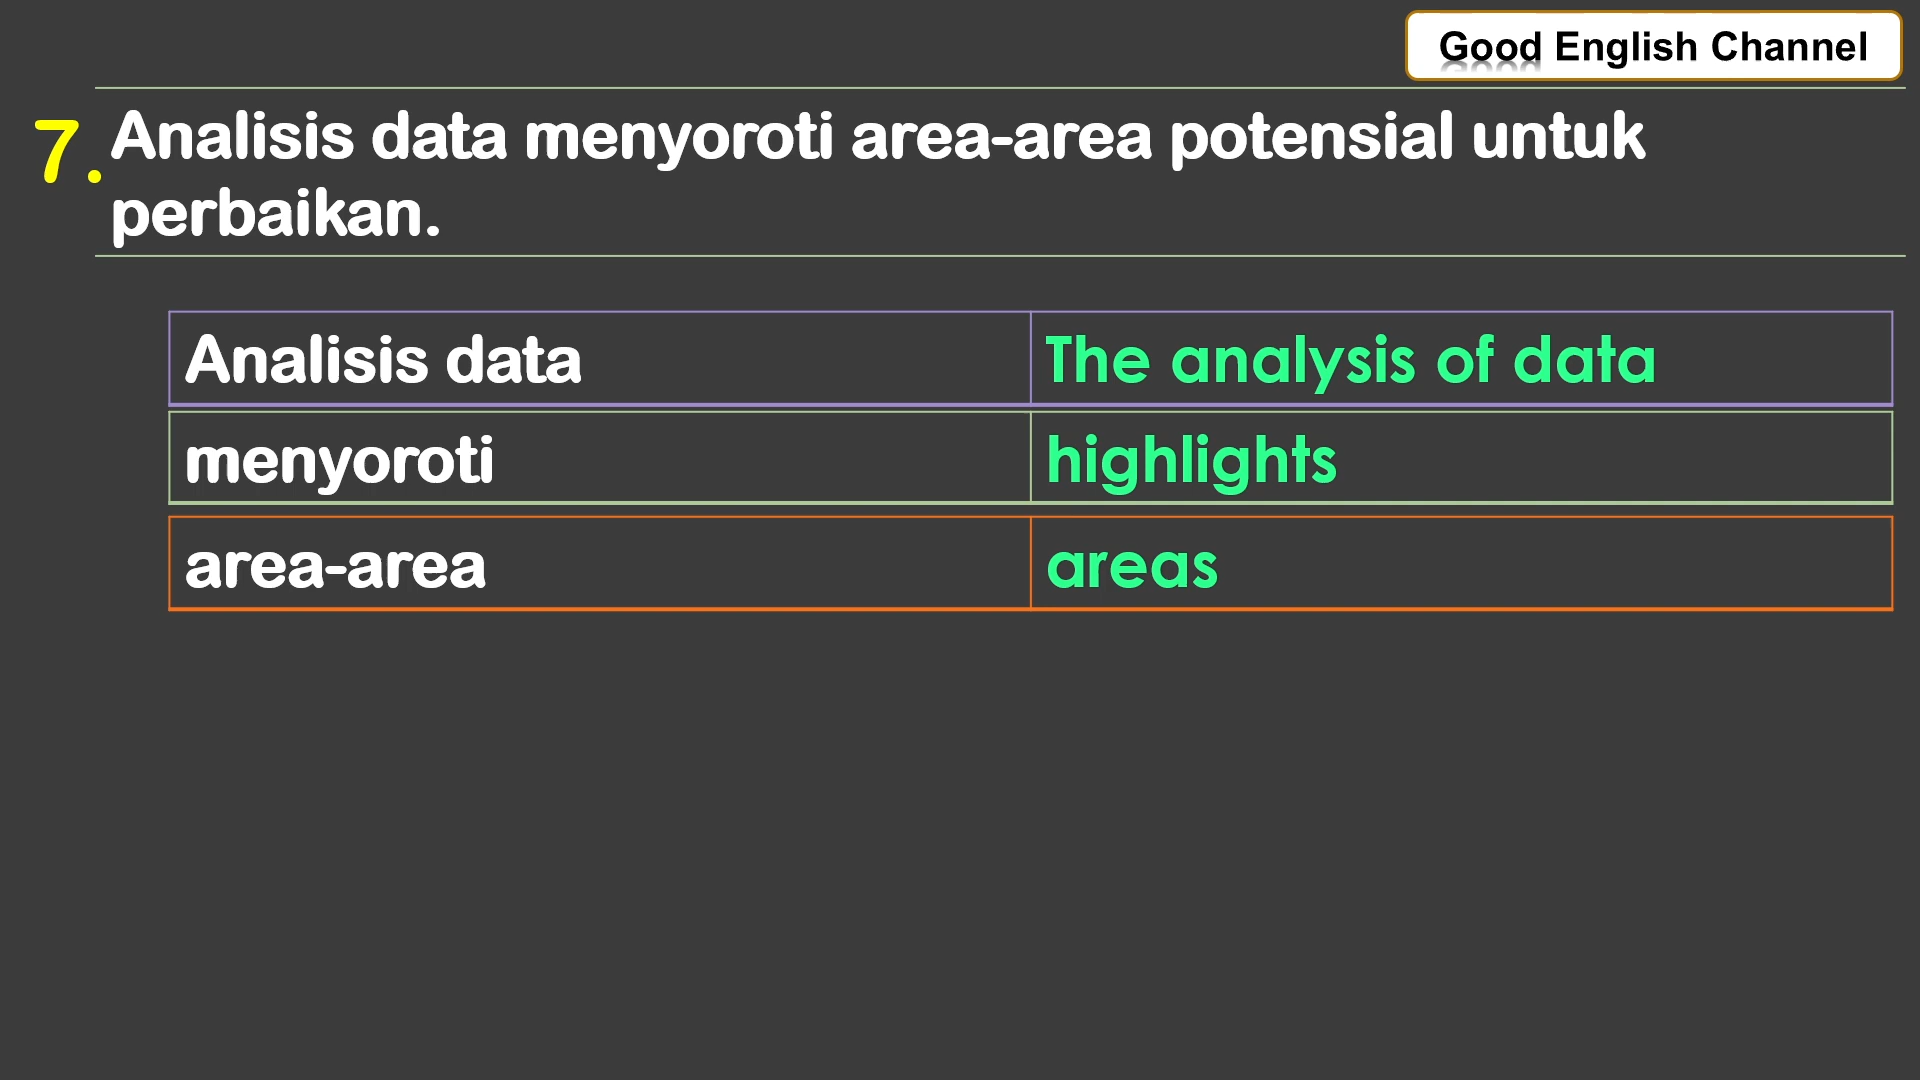 Good English Channel
7. Analisis data menyoroti area-area potensial untuk
perbaikan.
Analisis data The analysis of data
menyoroti highlights
area-area areas